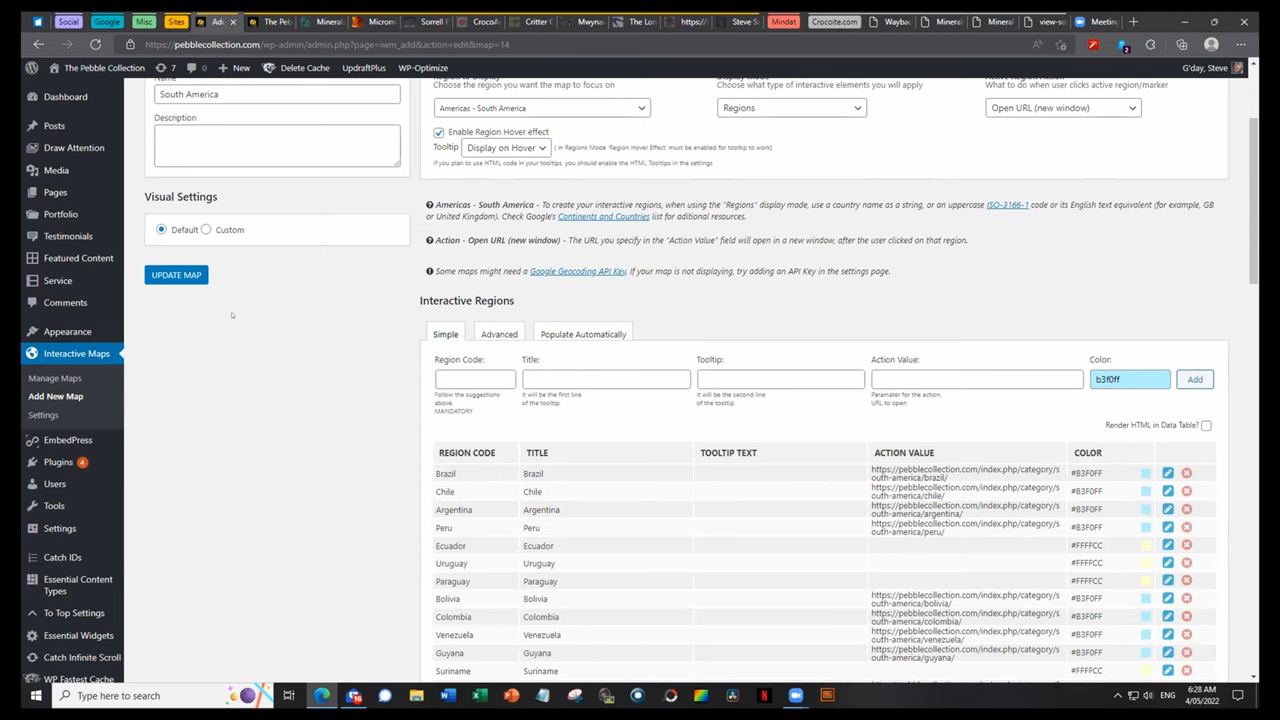 Social Google Misc Sites Ad The Peb Minerali Microm Sorrell F CrocoAr Critter C Mwynau The Lon https:// Steve S Mindat Crocoite.com Wayback Mineral Mineral view-so Meeting
https://pebblecollection.com/wp-admin/admin.php?page=iwm_add&action=edit&map=14
The Pebble Collection 7 0 New Delete Cache UpdraftPlus WP-Optimize G'day, Steve
Dashboard
Posts
Draw Attention
Media
Pages
Portfolio
Testimonials
Featured Content
Service
Comments
Appearance
Interactive Maps
Manage Maps
Add New Map
Settings
EmbedPress
Plugins 4
Users
Tools
Settings
Catch IDs
Essential Content
Types
To Top Settings
Essential Widgets
Catch Infinite Scroll
WP Fastest Cache
Name
South America
Description
Visual Settings
Default Custom
UPDATE MAP
Region to Display Display Mode Active Region Action
Choose the region you want the map to focus on Choose what type of interactive elements you will apply What to do when user clicks active region/marker
Americas - South America Regions Open URL (new window)
Enable Region Hover effect
Tooltip Display on Hover ( in Regions Mode 'Region Hover Effect' must be enabled for tooltip to work)
If you plan to use HTML code in your tooltips, you should enable the HTML Tooltips in the settings
Americas - South America - To create your interactive regions, when using the "Regions" display mode, use a country name as a string, or an uppercase ISO-3166-1 code or its English text equivalent (for example, GB
or United Kingdom). Check Google's Continents and Countries list for aditional resources.
Action - Open URL (new window) - The URL you specify in the "Action Value" field will open in a new window, after the user clicked on that region.
Some maps might need a Google Geocoding API Key. If your map is not displaying, try adding an API Key in the settings page.
Interactive Regions
Simple Advanced Populate Automatically
Region Code: Title: Tooltip: Action Value: Color:
b3f0ff Add
Follow the suggestions above, MANDATORY
It will be the first line of the tooltip.
It will be the second line of the tooltip.
Paramater for the action. URL to open
Render HTML in Data Table?
REGION CODE TITLE TOOLTIP TEXT ACTION VALUE COLOR
Brazil Brazil https://pebblecollection.com/index.php/category/south-america/brazil/ #B3F0FF
Chile Chile https://pebblecollection.com/index.php/category/south-america/chile/ #B3F0FF
Argentina Argentina https://pebblecollection.com/index.php/category/south-america/argentina/ #B3F0FF
Peru Peru https://pebblecollection.com/index.php/category/south-america/peru/ #B3F0FF
Ecuador Ecuador #FFFFCC
Uruguay Uruguay #FFFFCC
Paraguay Paraguay #FFFFCC
Bolivia Bolivia https://pebblecollection.com/index.php/category/south-america/bolivia/ #B3F0FF
Colombia Colombia https://pebblecollection.com/index.php/category/south-america/colombia/ #B3F0FF
Venezuela Venezuela https://pebblecollection.com/index.php/category/south-america/venezuela/ #B3F0FF
Guyana Guyana https://pebblecollection.com/index.php/category/south-america/guyana/ #B3F0FF
Suriname Suriname #FFFFCC
Type here to search
ENG
6:28 AM
4/05/2022